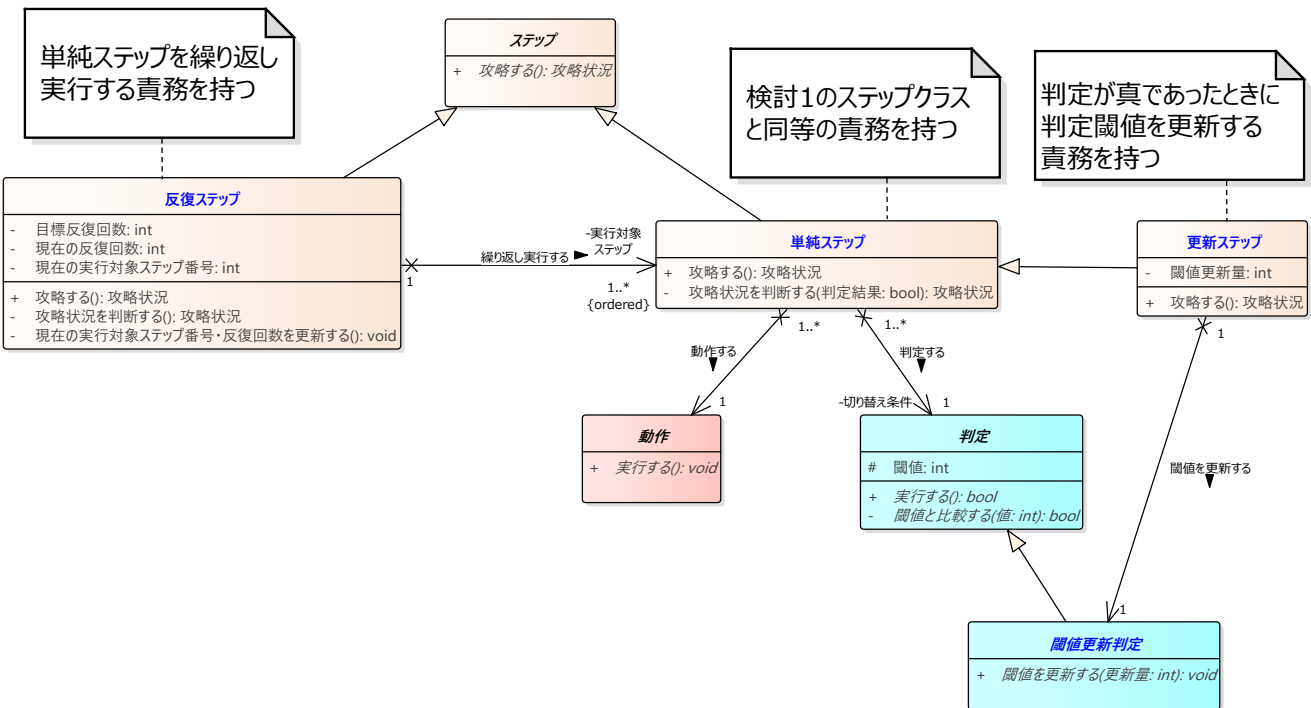 単純ステップを繰り返し
実行する責務を持つ
ステップ
+ 攻略する(): 攻略状況
検討1のステップクラス
と同等の責務を持つ
判定が真であったときに
判定閾値を更新する
責務を持つ
反復ステップ
- 目標反復回数: int
- 現在の反復回数: int
- 現在の実行対象ステップ番号: int
+ 攻略する(): 攻略状況
- 攻略状況を判断する(): 攻略状況
- 現在の実行対象ステップ番号・反復回数を更新する(): void
1
繰り返し実行する
-実行対象
ステップ
1..*
{ordered}
単純ステップ
+ 攻略する(): 攻略状況
- 攻略状況を判断する(判定結果: bool): 攻略状況
更新ステップ
- 閾値更新量: int
+ 攻略する(): 攻略状況
1..*
1..*
1
動作する
判定する
1
-切り替え条件
1
動作
+ 実行する(): void
判定
# 閾値: int
+ 実行する(): bool
- 閾値と比較する(値: int): bool
閾値を更新する
1
閾値更新判定
+ 閾値を更新する(更新量: int): void